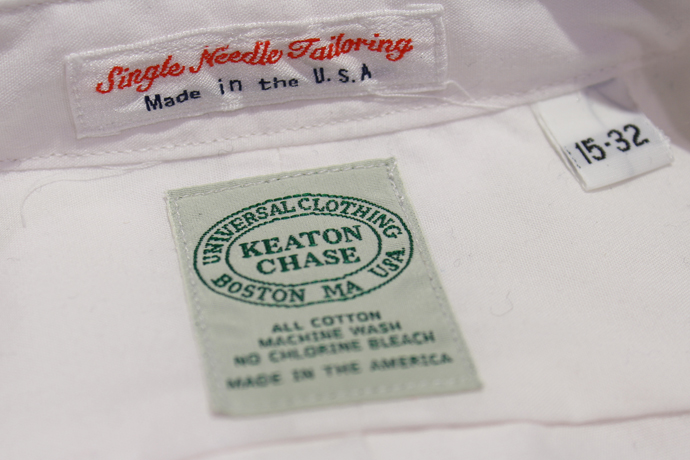 Single Needle Tailoring
Made in the U.S.A
15-32
UNIVERSAL CLOTHING
KEATON
CHASE
BOSTON MA USA.
ALL COTTON
MACHINE WASH
NO CHLORINE BLEACH
MADE IN THE AMERICA